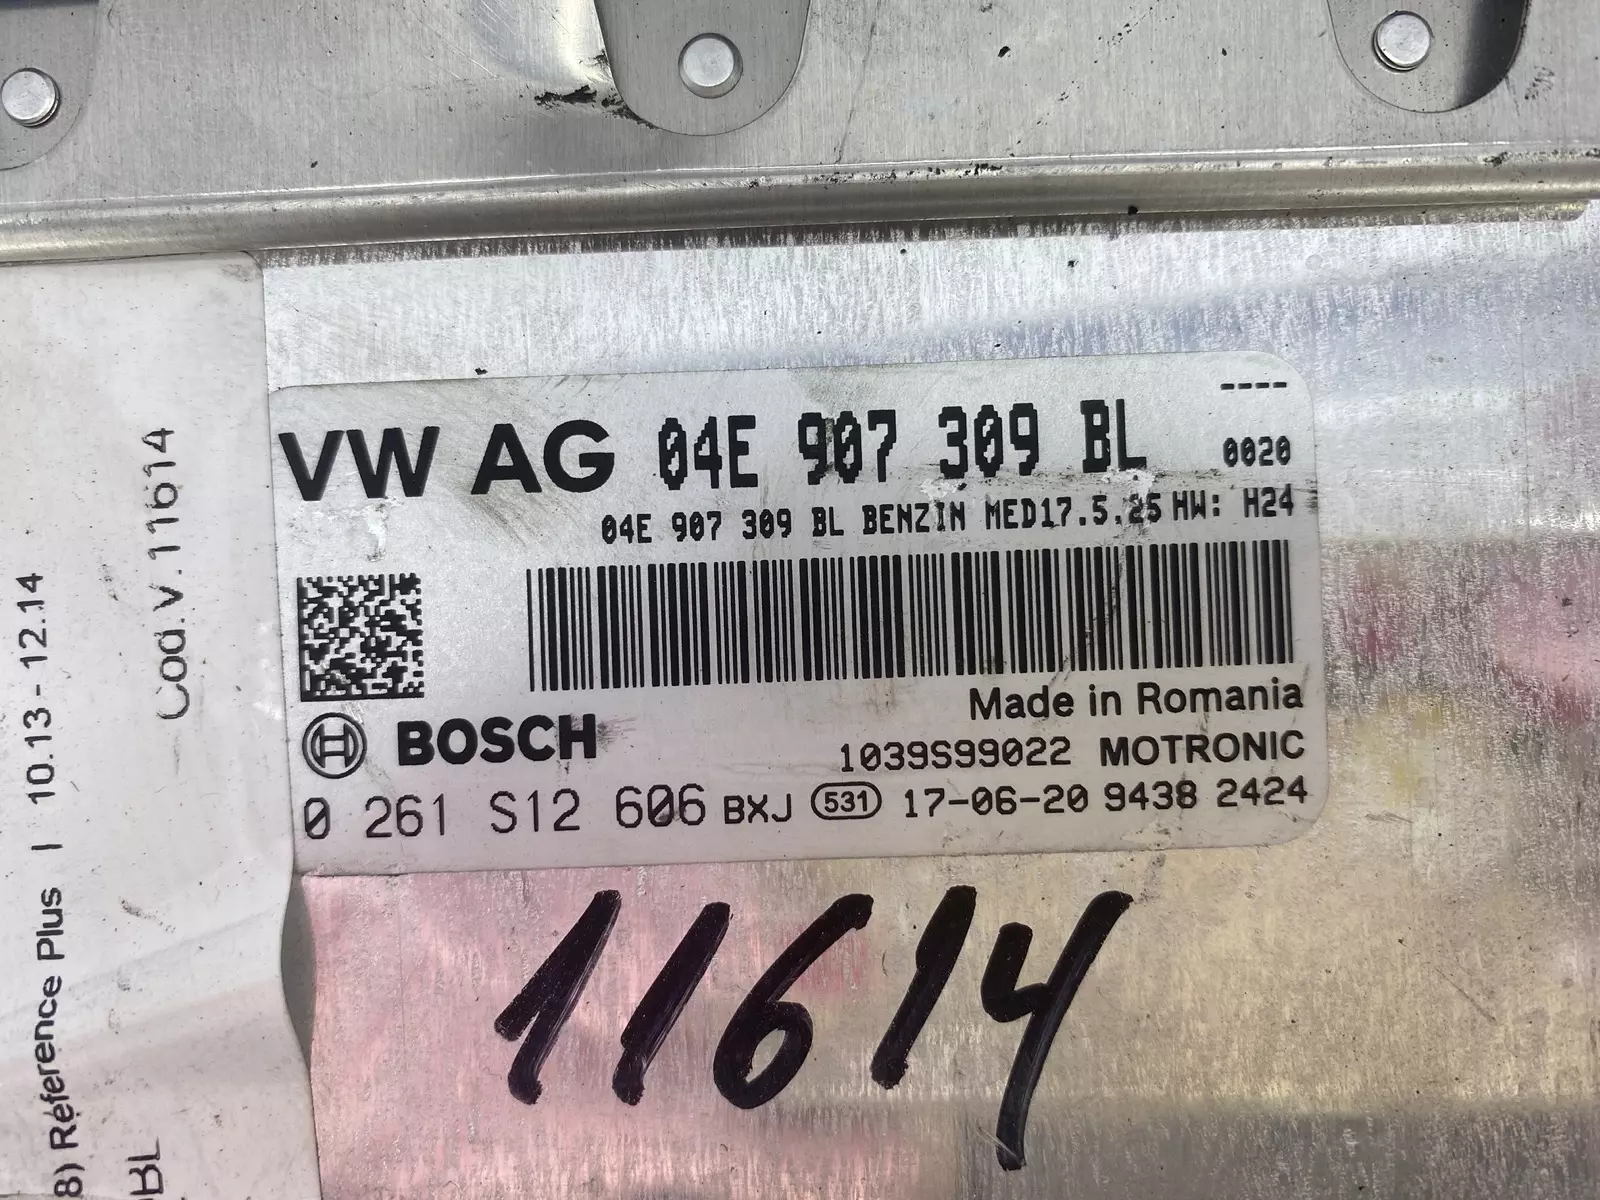 VW AG 04E 907 309 BL
----
0020
04E 907 309 BL BENZIN MED17.5.25 HW: H24
Made in Romania
BOSCH
1039S99022 MOTRONIC
0 261 S12 606 BXJ 531 17-06-20 9438 2424
11614
Cod.v.11614
8) Reference Plus | 10.13 - 12.14
BL